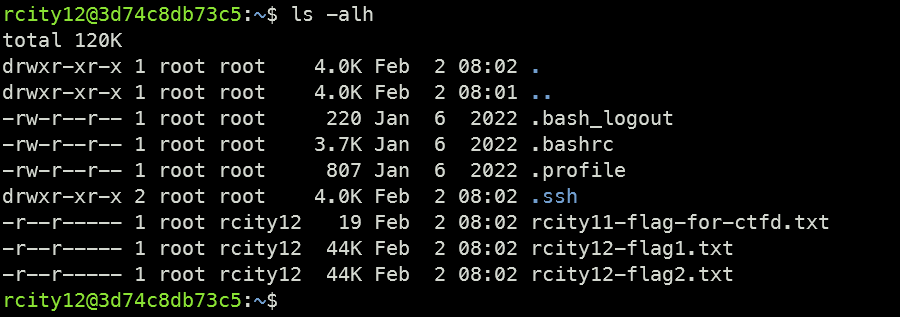 rcity12@3d74c8db73c5:~$ ls -alh
total 120K
drwxr-xr-x 1 root root    4.0K Feb  2 08:02 .
drwxr-xr-x 1 root root    4.0K Feb  2 08:01 ..
-rw-r--r-- 1 root root     220 Jan  6  2022 .bash_logout
-rw-r--r-- 1 root root    3.7K Jan  6  2022 .bashrc
-rw-r--r-- 1 root root     807 Jan  6  2022 .profile
drwxr-xr-x 2 root root    4.0K Feb  2 08:02 .ssh
-r--r----- 1 root rcity12   19 Feb  2 08:02 rcity11-flag-for-ctfd.txt
-r--r----- 1 root rcity12  44K Feb  2 08:02 rcity12-flag1.txt
-r--r----- 1 root rcity12  44K Feb  2 08:02 rcity12-flag2.txt
rcity12@3d74c8db73c5:~$